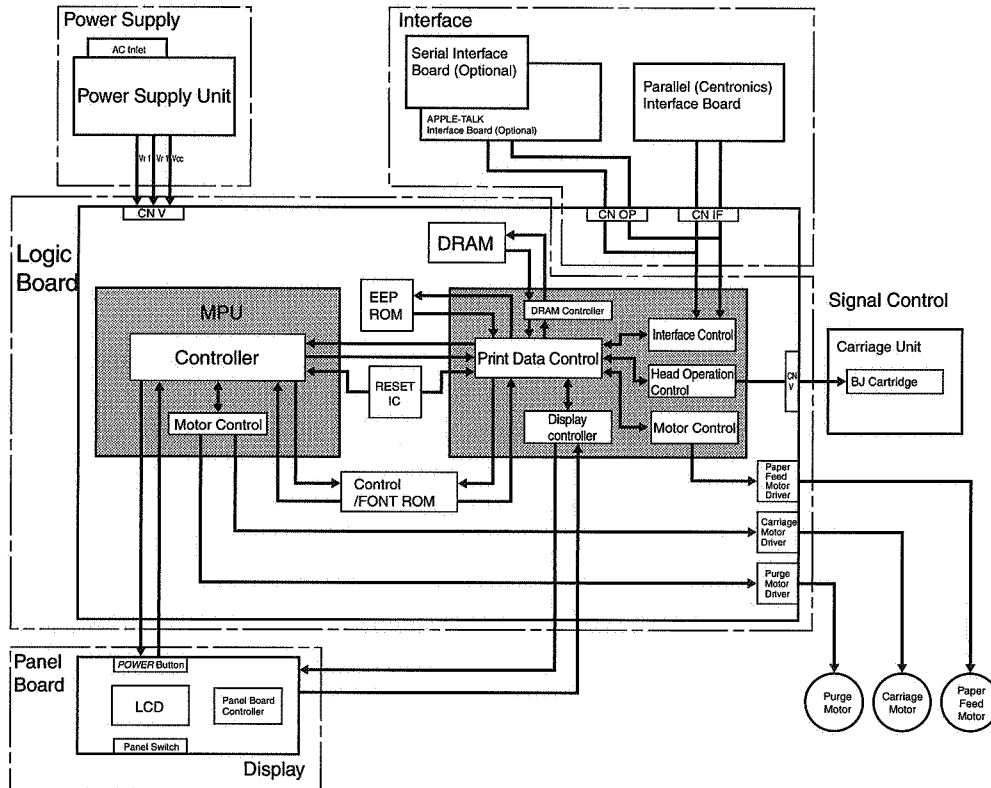 Power Supply
AC Inlet
Power Supply Unit
Vcc
Interface
Serial Interface
Board (Optional)
APPLE-TALK
Interface Board (Optional)
Parallel (Centronics)
Interface Board
CN V
CN OP
CN IF
Logic
Board
DRAM
EEP
ROM
MPU
Controller
Motor Control
RESET
IC
DRAM Controller
Print Data Control
Interface Control
Head Operation
Control
Display
controller
Motor Control
Control
/FONT ROM
CN
V
Signal Control
Carriage Unit
BJ Cartridge
Paper
Feed
Motor
Driver
Carriage
Motor
Driver
Purge
Motor
Driver
Panel
Board
POWER Button
LCD
Panel Board
Controller
Panel Switch
Display
Purge
Motor
Carriage
Motor
Paper
Feed
Motor